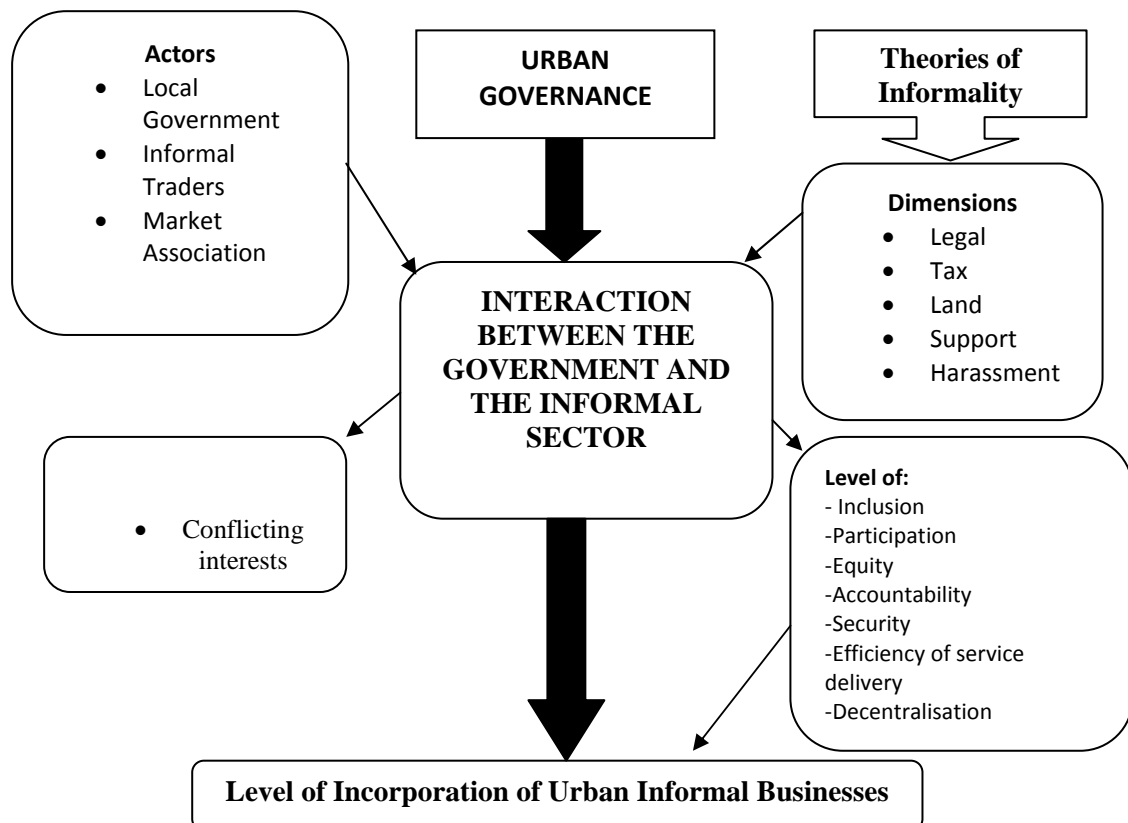 Actors
• Local
Government
• Informal
Traders
• Market
Association
URBAN
GOVERNANCE
Theories of
Informality
Dimensions
• Legal
• Tax
• Land
• Support
• Harassment
INTERACTION
BETWEEN THE
GOVERNMENT AND
THE INFORMAL
SECTOR
• Conflicting
interests
Level of:
- Inclusion
-Participation
-Equity
-Accountability
-Security
-Efficiency of service
delivery
-Decentralisation
Level of Incorporation of Urban Informal Businesses